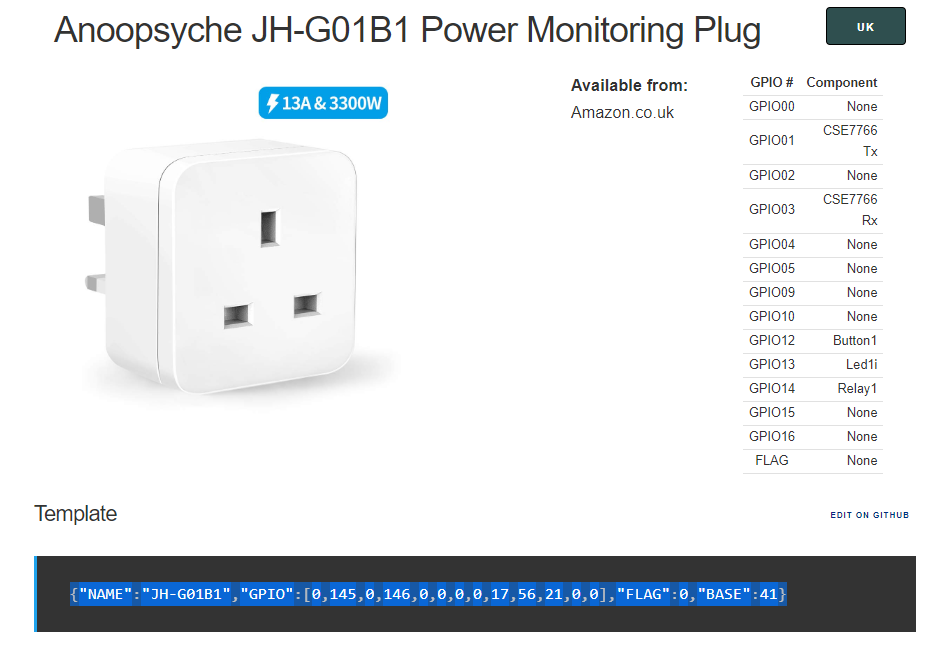 Anoopsyche JH-G01B1 Power Monitoring Plug
UK
13A & 3300W
Available from:
Amazon.co.uk
GPIO # Component
GPIO00 None
GPIO01 CSE7766
Tx
GPIO02 None
GPIO03 CSE7766
Rx
GPIO04 None
GPIO05 None
GPIO09 None
GPIO10 None
GPIO12 Button1
GPIO13 Led1i
GPIO14 Relay1
GPIO15 None
GPIO16 None
FLAG None
Template
EDIT ON GITHUB
{"NAME":"JH-G01B1","GPIO":[0,145,0,146,0,0,0,0,17,56,21,0,0],"FLAG":0,"BASE":41}